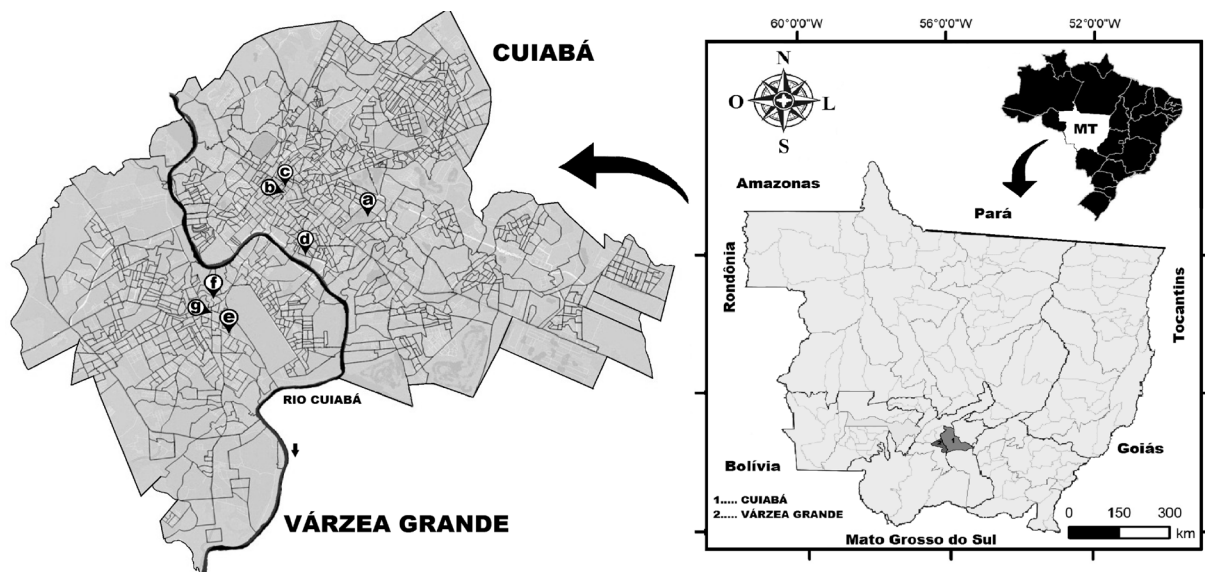 CUIABÁ
c
b
a
d
f
g
e
RIO CUIABÁ
VÁRZEA GRANDE
60°0'0"W
56°0'0"W
52°0'0"W
N
O
L
S
MT
Amazonas
Pará
Rondônia
Tocantins
Bolívia
Goiás
1..... CUIABÁ
2..... VÁRZEA GRANDE
0 150 300
km
Mato Grosso do Sul